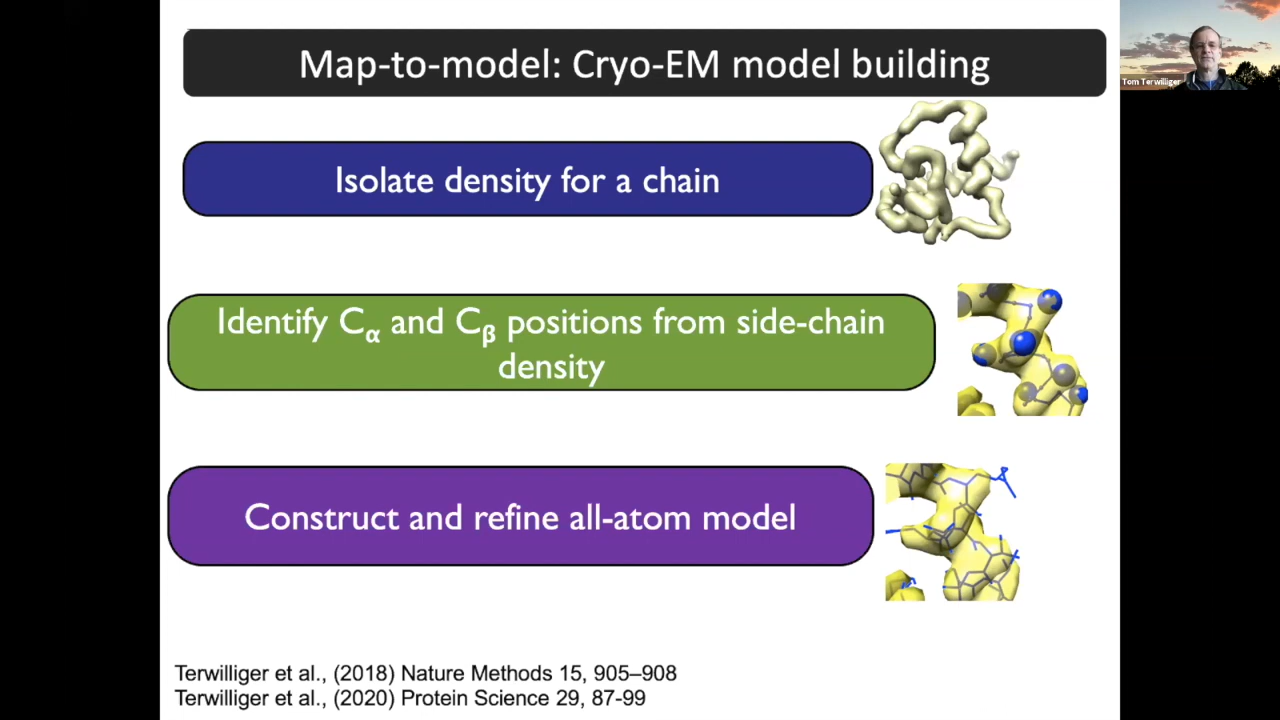 Map-to-model: Cryo-EM model building
Tom Terwilliger
Isolate density for a chain
Identify Cα and Cβ positions from side-chain
density
Construct and refine all-atom model
Terwilliger et al., (2018) Nature Methods 15, 905–908
Terwilliger et al., (2020) Protein Science 29, 87-99